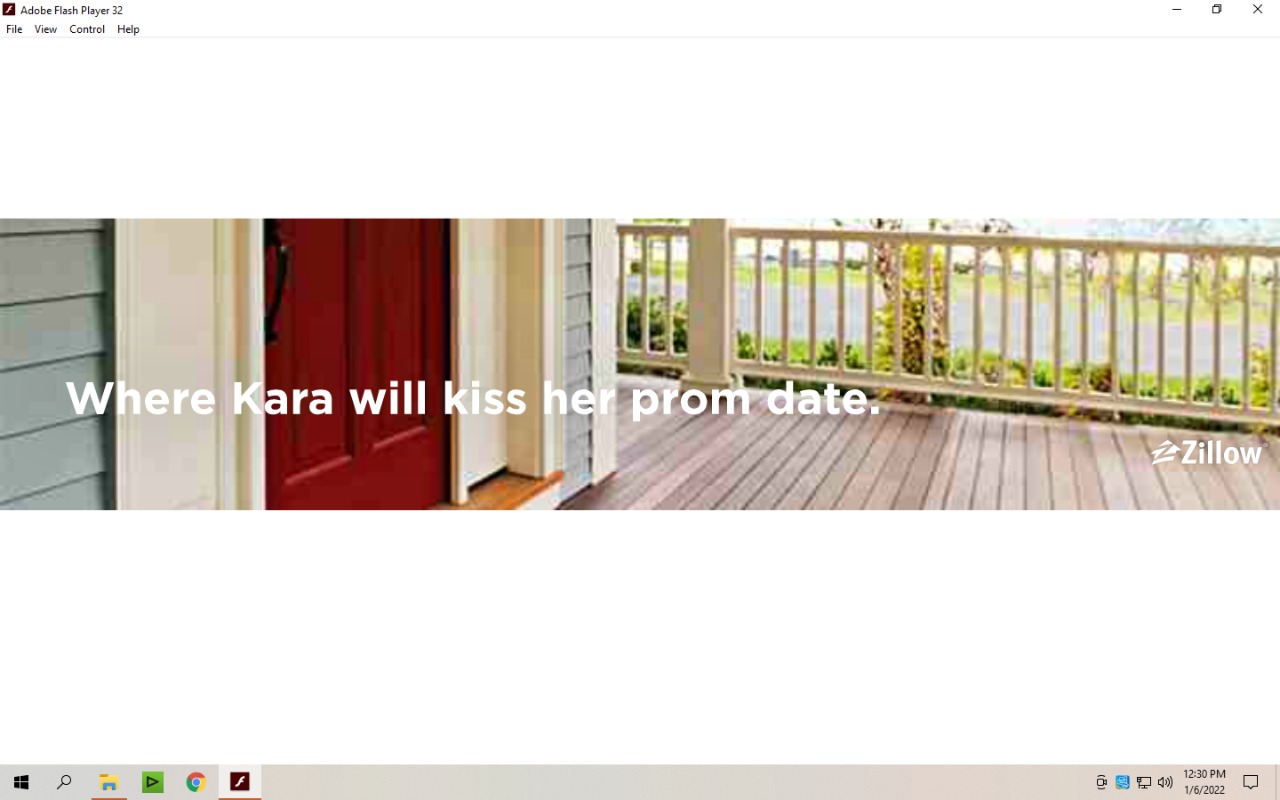 Adobe Flash Player 32
File View Control Help
Where Kara will kiss her prom date.
Zillow
12:30 PM
1/6/2022